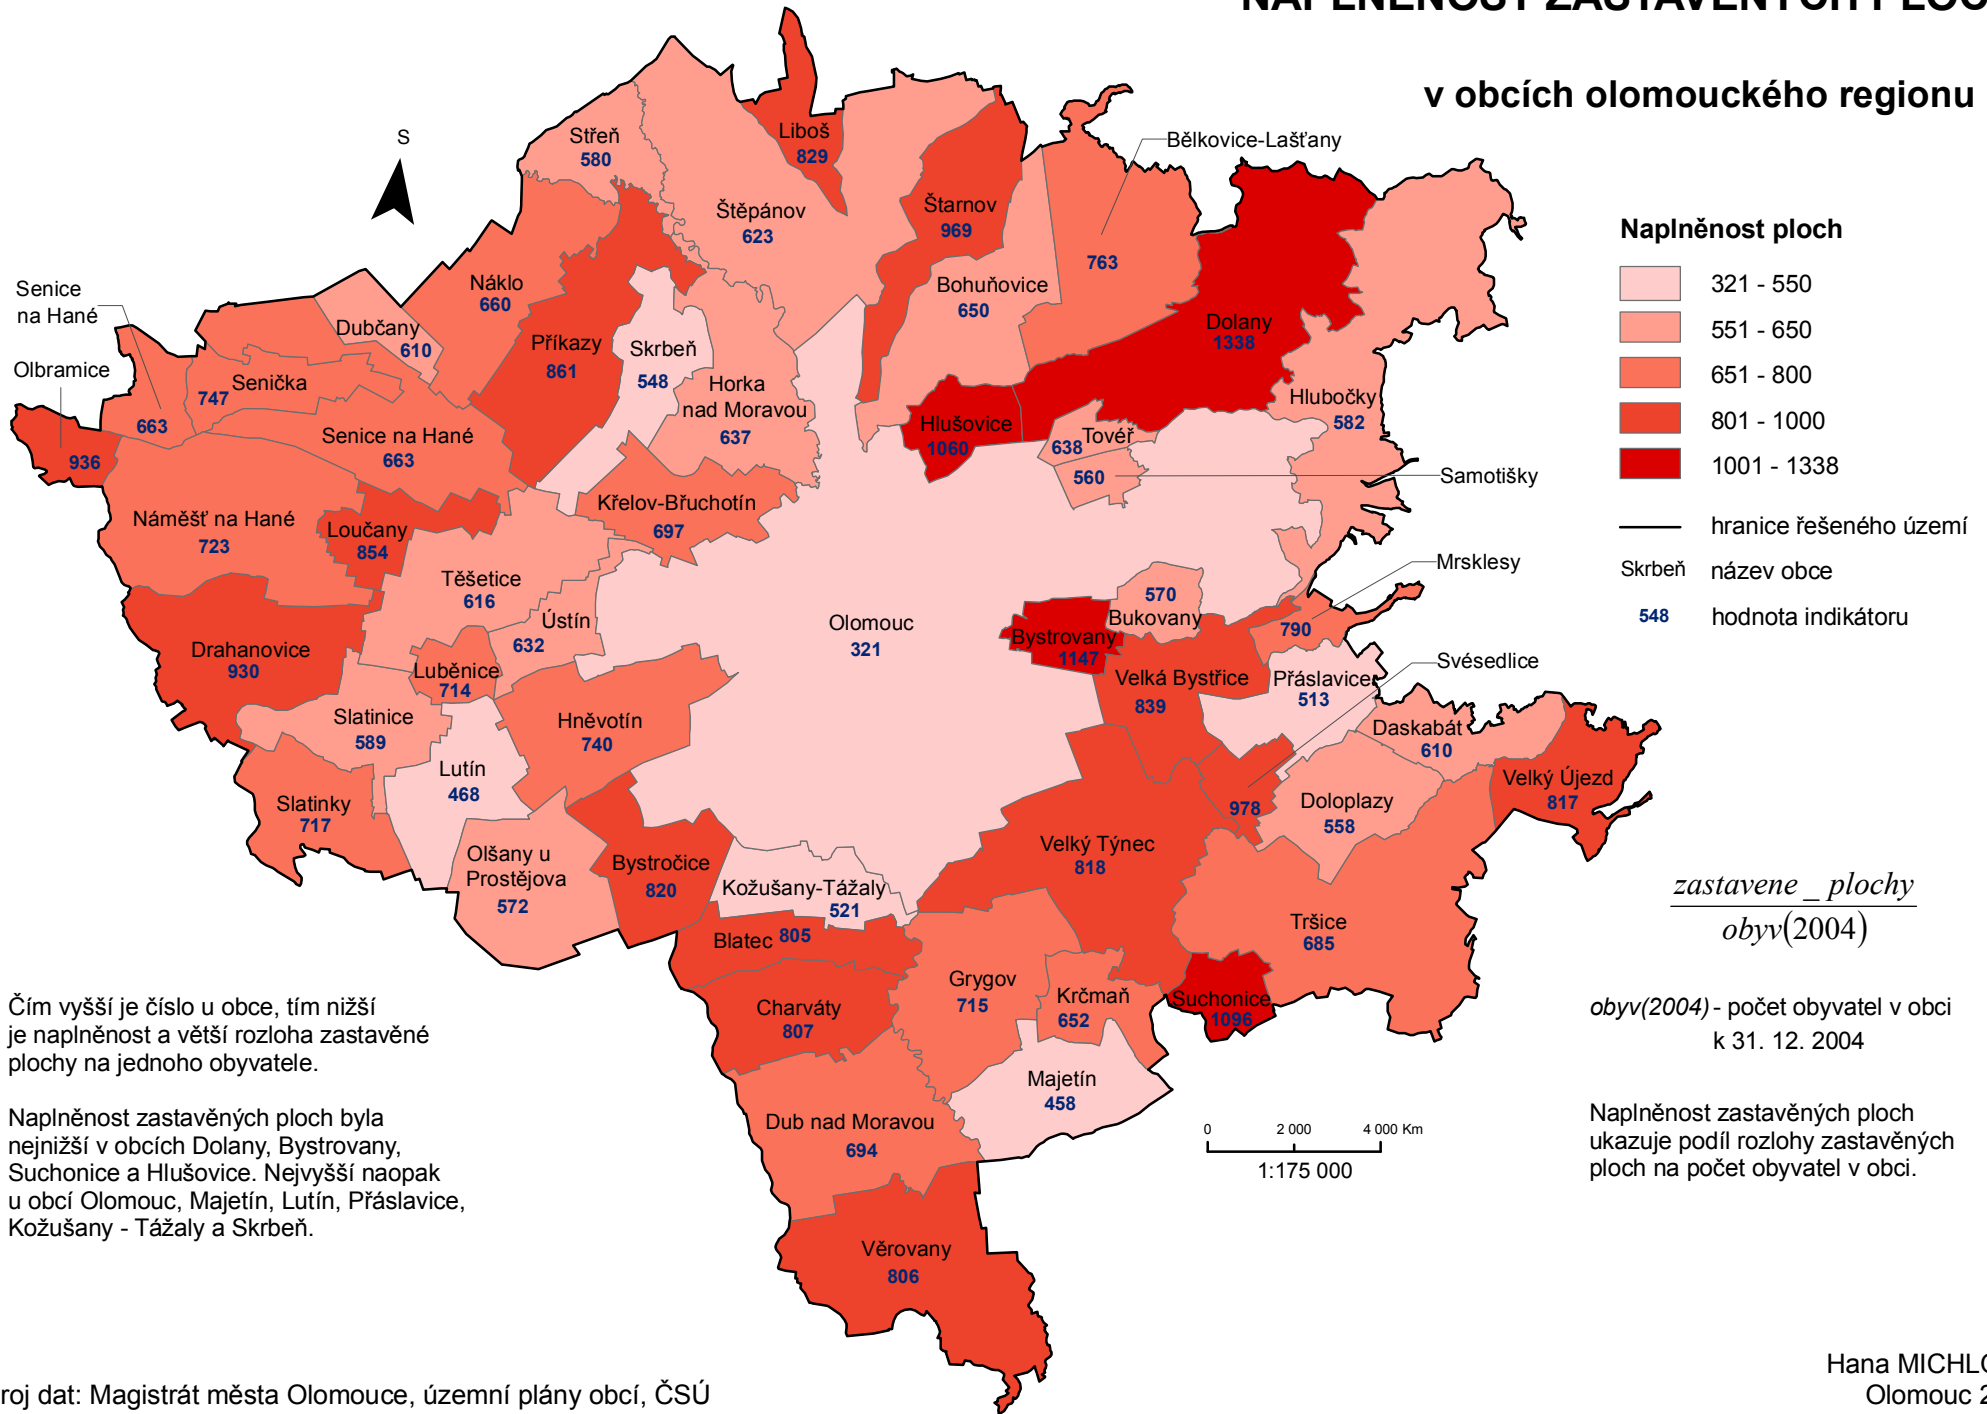 v obcích olomouckého regionu
S
Střeň
580
Liboš
829
Bělkovice-Lašťany
763
Štěpánov
623
Štarnov
969
Náklo
660
Bohuňovice
650
Senice
na Hané
663
Dubčany
610
Příkazy
861
Skrbeň
548
Dolany
1338
Olbramice
936
Senička
747
Horka
nad Moravou
637
Hlubočky
582
Senice na Hané
663
Hlušovice
1060
Tovéř
638
Samotišky
560
Náměšť na Hané
723
Loučany
854
Křelov-Břuchotín
697
Těšetice
616
Mrsklesy
790
Bukovany
570
Ústín
632
Olomouc
321
Bystrovany
1147
Drahanovice
930
Luběnice
714
Velká Bystřice
839
Přáslavice
513
Svésedlice
978
Slatinice
589
Hněvotín
740
Daskabát
610
Lutín
468
Velký Újezd
817
Slatinky
717
Doloplazy
558
Velký Týnec
818
Olšany u
Prostějova
572
Bystročice
820
Kožušany-Tážaly
521
Blatec
805
Tršice
685
Grygov
715
Krčmaň
652
Suchonice
1096
Charváty
807
Majetín
458
Dub nad Moravou
694
Věrovany
806
Naplněnost ploch
321 - 550
551 - 650
651 - 800
801 - 1000
1001 - 1338
hranice řešeného území
Skrbeň název obce
548 hodnota indikátoru
zastavene _ plochy
obyv(2004)
obyv(2004) - počet obyvatel v obci
k 31. 12. 2004
Naplněnost zastavěných ploch
ukazuje podíl rozlohy zastavěných
ploch na počet obyvatel v obci.
Čím vyšší je číslo u obce, tím nižší
je naplněnost a větší rozloha zastavěné
plochy na jednoho obyvatele.
Naplněnost zastavěných ploch byla
nejnižší v obcích Dolany, Bystrovany,
Suchonice a Hlušovice. Nejvyšší naopak
u obcí Olomouc, Majetín, Lutín, Přáslavice,
Kožušany - Tážaly a Skrbeň.
0 2 000 4 000 Km
1:175 000
roj dat: Magistrát města Olomouce, územní plány obcí, ČSÚ
Hana
Olomouc 2